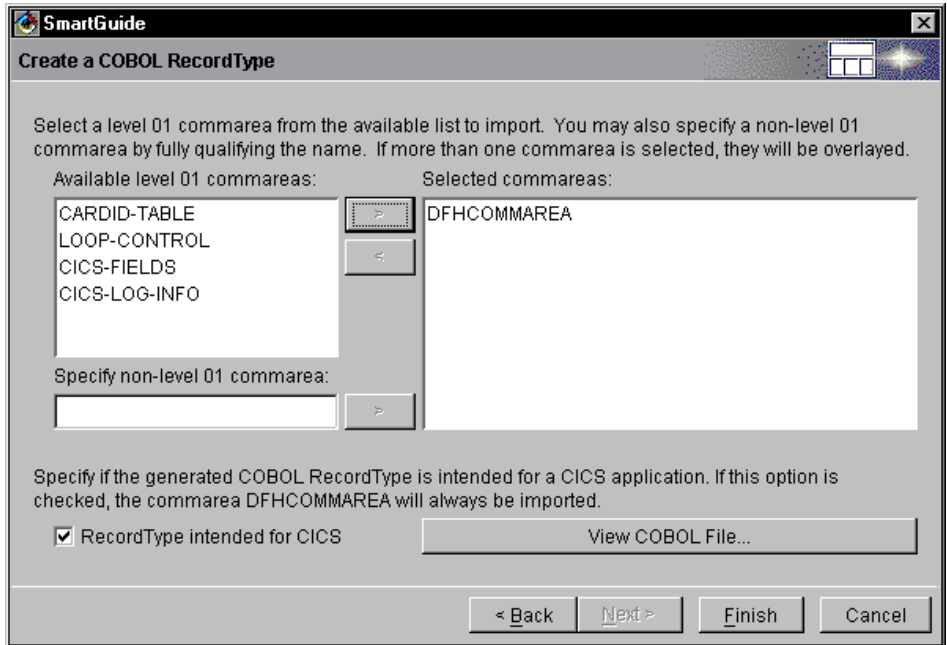 SmartGuide
Create a COBOL RecordType
Select a level 01 commarea from the available list to import. You may also specify a non-level 01
commarea by fully qualifying the name. If more than one commarea is selected, they will be overlayed.
Available level 01 commareas:
Selected commareas:
CARDID-TABLE
LOOP-CONTROL
CICS-FIELDS
CICS-LOG-INFO
>
<
DFHCOMMAREA
Specify non-level 01 commarea:
>
Specify if the generated COBOL RecordType is intended for a CICS application. If this option is
checked, the commarea DFHCOMMAREA will always be imported.
RecordType intended for CICS
View COBOL File...
< Back
Next >
Finish
Cancel